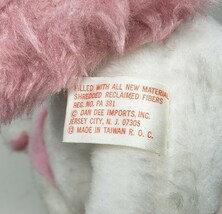 FILLED WITH ALL NEW MATERIAL
SHREDDED RECLAIMED FIBERS
REG. NO. PA 381
© DAN DEE IMPORTS, INC.
JERSEY CITY, N. J. 07305
MADE IN TAIWAN R. O. C.